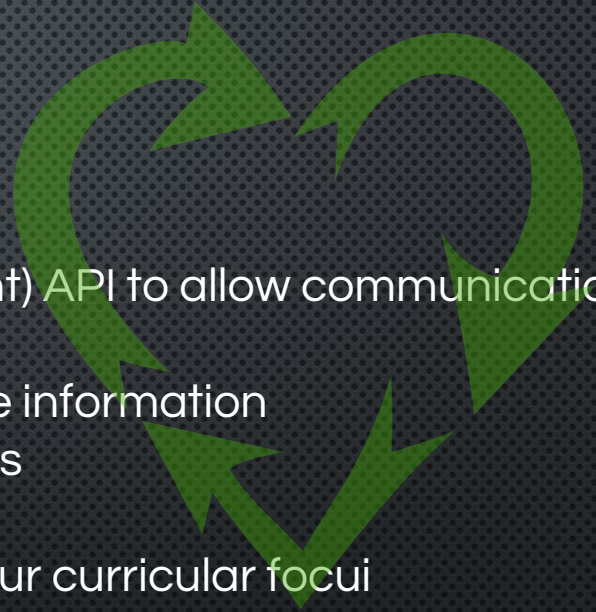 nt) API to allow communicatio
e information
s
ur curricular focui